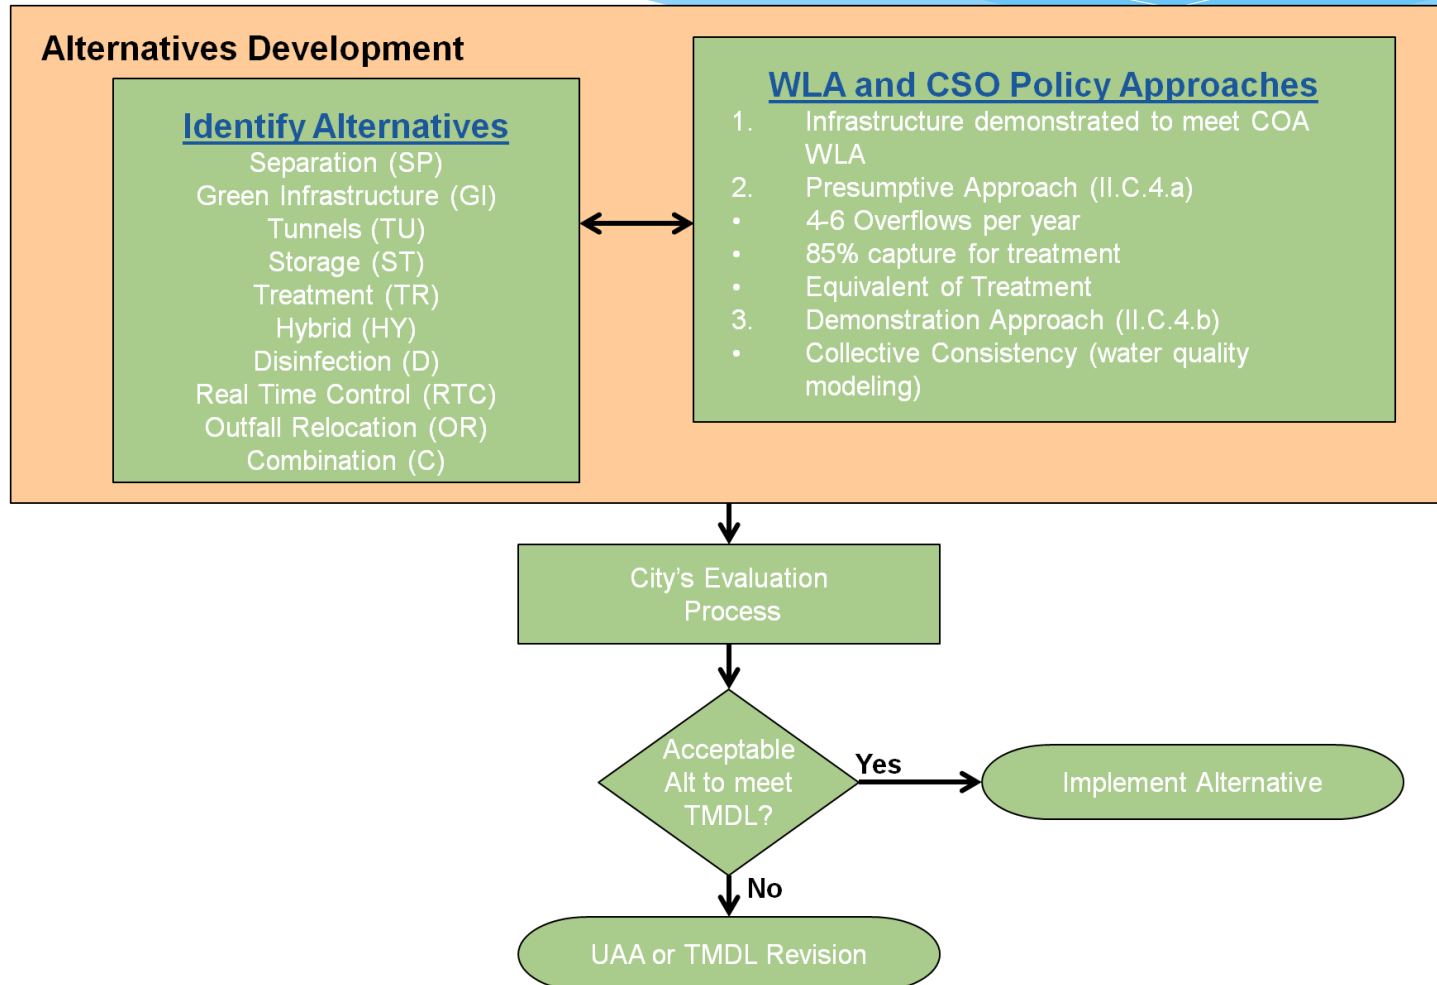 Alternatives Development
Identify Alternatives
Separation (SP)
Green Infrastructure (GI)
Tunnels (TU)
Storage (ST)
Treatment (TR)
Hybrid (HY)
Disinfection (D)
Real Time Control (RTC)
Outfall Relocation (OR)
Combination (C)
WLA and CSO Policy Approaches
1. Infrastructure demonstrated to meet COA
WLA
2. Presumptive Approach (II.C.4.a)
• 4-6 Overflows per year
• 85% capture for treatment
• Equivalent of Treatment
3. Demonstration Approach (II.C.4.b)
• Collective Consistency (water quality
modeling)
City’s Evaluation
Process
Acceptable
Alt to meet
TMDL?
Yes
Implement Alternative
No
UAA or TMDL Revision